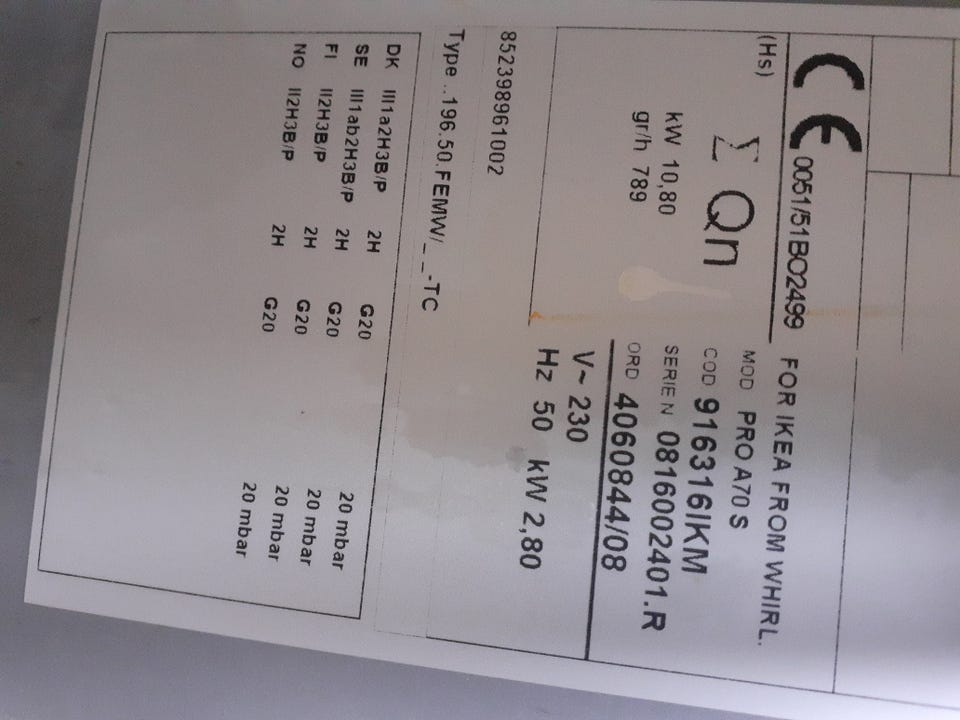 CE 0051/51BO2499
FOR IKEA FROM WHIRL.
(Hs)
MOD PRO A70 S
Σ Qn
COD 916316IKM
kW 10,80
SERIE N 0816002401.R
gr/h 789
ORD 4060844/08
V~ 230
Hz 50 kW 2,80
852398961002
Type ..196.50.FEMW/_ _-TC
DK III1a2H3B/P 2H G20 20 mbar
SE III1ab2H3B/P 2H G20 20 mbar
FI II2H3B/P 2H G20 20 mbar
NO II2H3B/P 2H G20 20 mbar